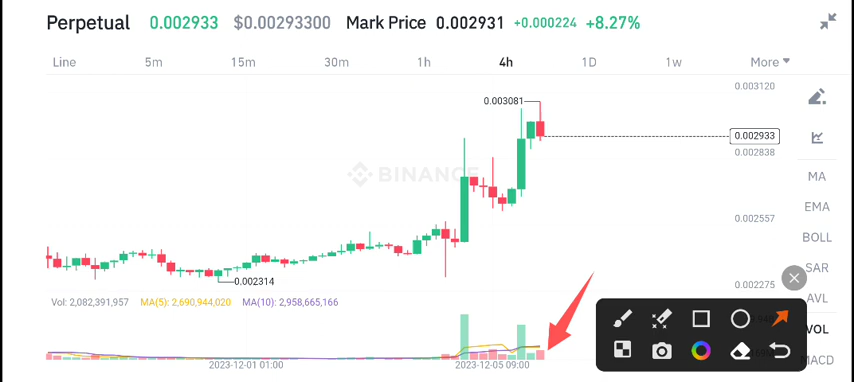 Perpetual 0.002933 $0.00293300 Mark Price 0.002931 +0.000224 +8.27%
Line 5m 15m 30m 1h 4h 1D 1w More
0.003120
0.003081
0.002933
0.002838
BINANCE
MA
EMA
0.002557
BOLL
SAR
0.002314
0.002275
AVL
Vol: 2,082,391,957 MA(5): 2,690,944,020 MA(10): 2,958,665,166
VOL
MACD
2023-12-01 01:00 2023-12-05 09:00